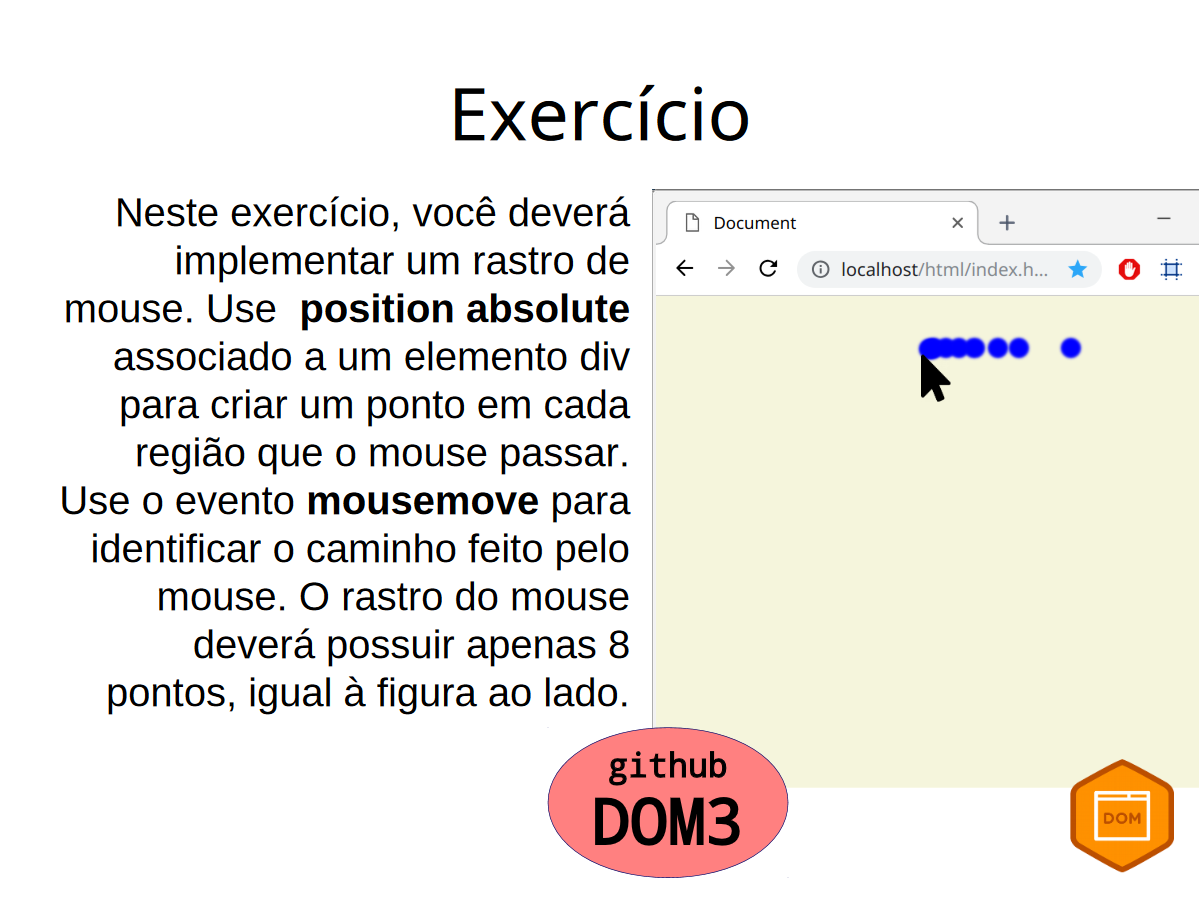 Exercício
Neste exercício, você deverá
implementar um rastro de
mouse. Use  position absolute
associado a um elemento div
para criar um ponto em cada
região que o mouse passar.
Use o evento mousemove para
identificar o caminho feito pelo
mouse. O rastro do mouse
deverá possuir apenas 8
pontos, igual à figura ao lado.
Document
localhost/html/index.h...
github
DOM3
DOM